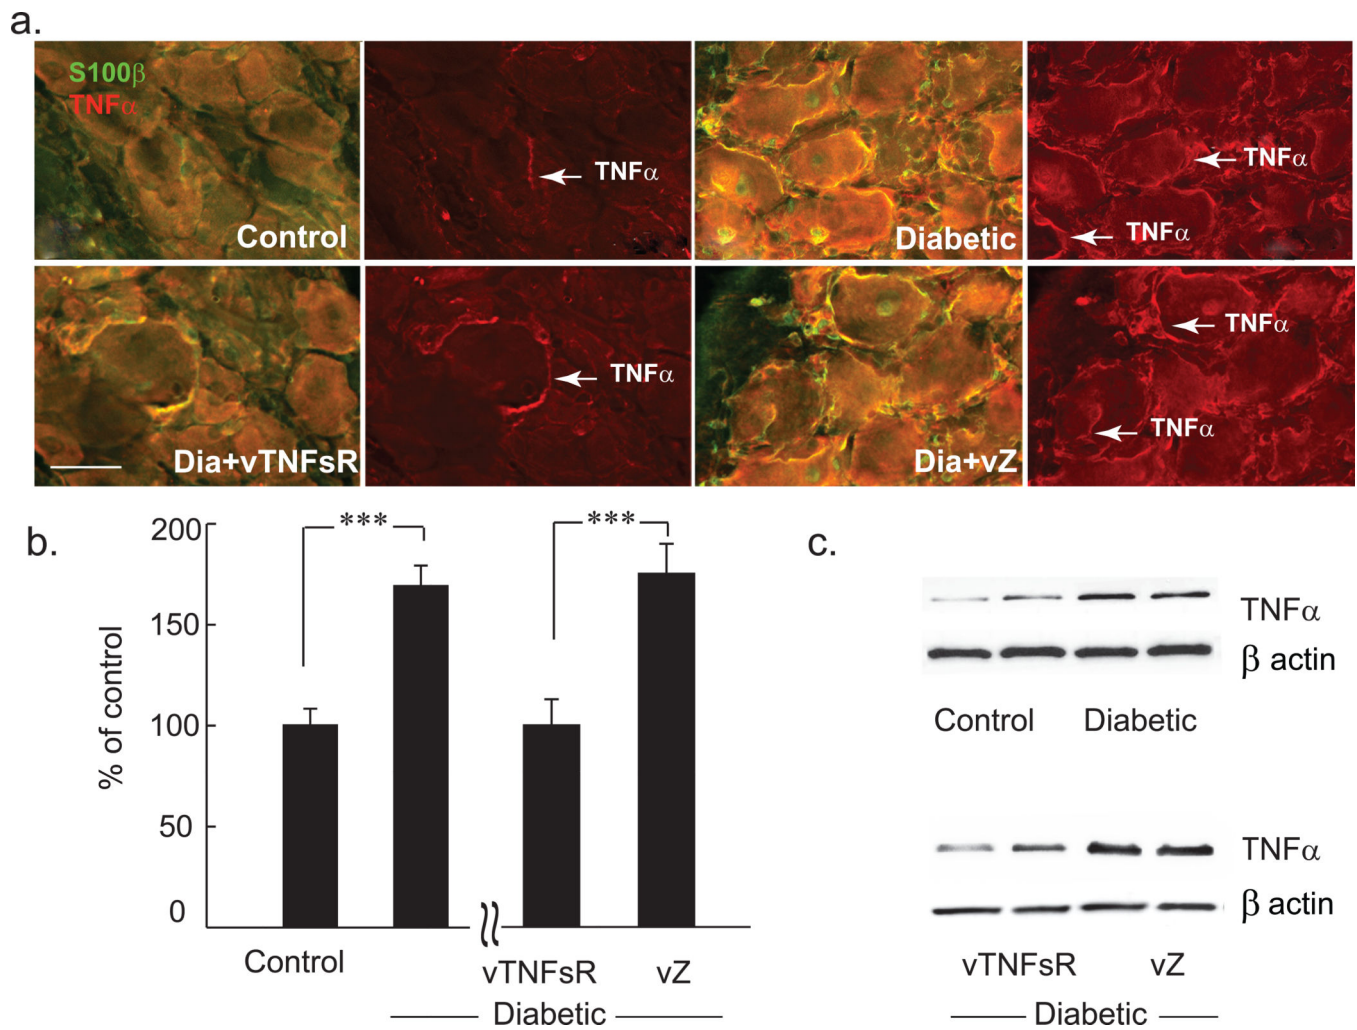 a.
S100β
TNFα
Control
TNFα
Diabetic
TNFα
TNFα
Dia+vTNFsR
TNFα
Dia+vZ
TNFα
TNFα
b.
200
150
100
50
0
% of control
***
***
Control
vTNFsR
vZ
Diabetic
c.
TNFα
β actin
Control Diabetic
TNFα
β actin
vTNFsR vZ
Diabetic